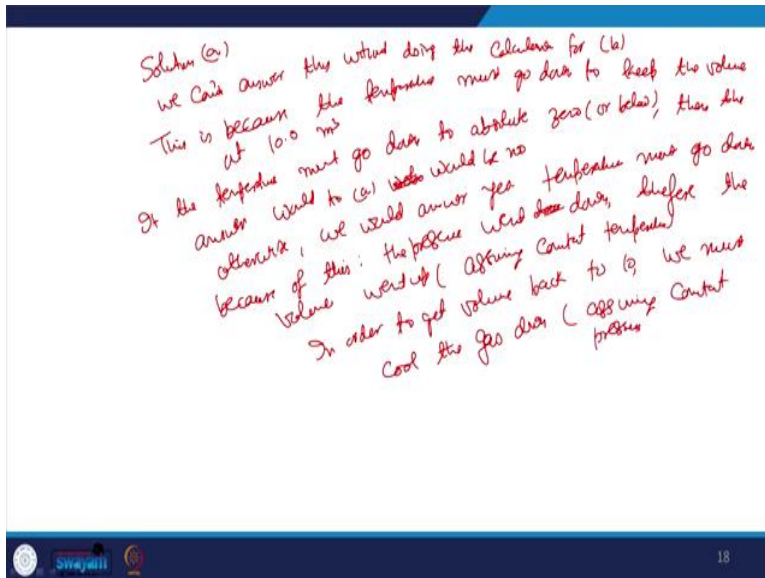 Solution (a)
We can't answer this without doing the calculation for (b)
This is because the temperature must go down to keep the volume
at 10.0 m³
If the temperature must go down to absolute zero (or below), then the
answer would to (a) would be no
otherwise, we would answer yes temperature must go down
because of this: the pressure went down, therefore the
volume went up (assuming constant temperature)
In order to get volume back to 10, we must
cool the gas down (assuming constant
pressure
swayam
18